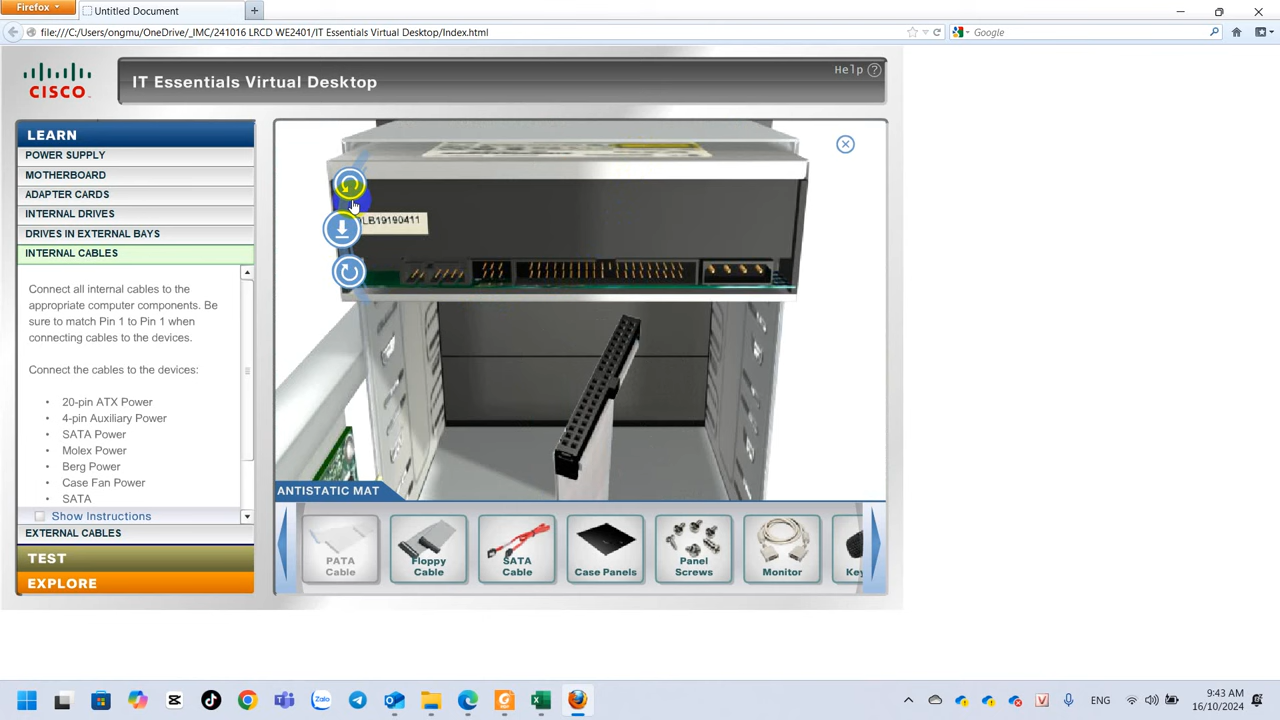 Firefox
Untitled Document
file:///C:/Users/ongmu/OneDrive/_IMC/241016 LRCD WE2401/IT Essentials Virtual Desktop/Index.html
Google
CISCO
IT Essentials Virtual Desktop
Help ?
LEARN
POWER SUPPLY
MOTHERBOARD
ADAPTER CARDS
INTERNAL DRIVES
DRIVES IN EXTERNAL BAYS
INTERNAL CABLES
Connect all internal cables to the
appropriate computer components. Be
sure to match Pin 1 to Pin 1 when
connecting cables to the devices.
Connect the cables to the devices:
• 20-pin ATX Power
• 4-pin Auxiliary Power
• SATA Power
• Molex Power
• Berg Power
• Case Fan Power
• SATA
Show Instructions
EXTERNAL CABLES
TEST
EXPLORE
LB19190411
ANTISTATIC MAT
PATA
Cable
Floppy
Cable
SATA
Cable
Case Panels
Panel
Screws
Monitor
Key
Zalo
ENG
9:43 AM
16/10/2024